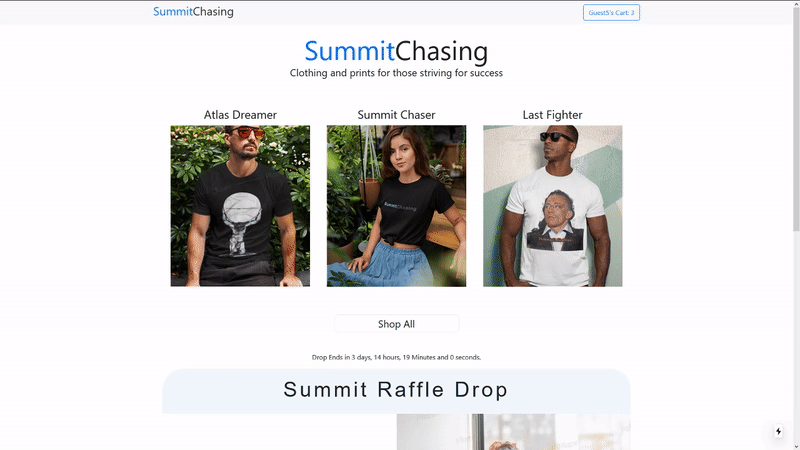 SummitChasing
Guest5's Cart: 3
SummitChasing
Clothing and prints for those striving for success
Atlas Dreamer
Summit Chaser
Last Fighter
SummitChasing
Shop All
Drop Ends in 3 days, 14 hours, 19 Minutes and 0 seconds.
Summit Raffle Drop